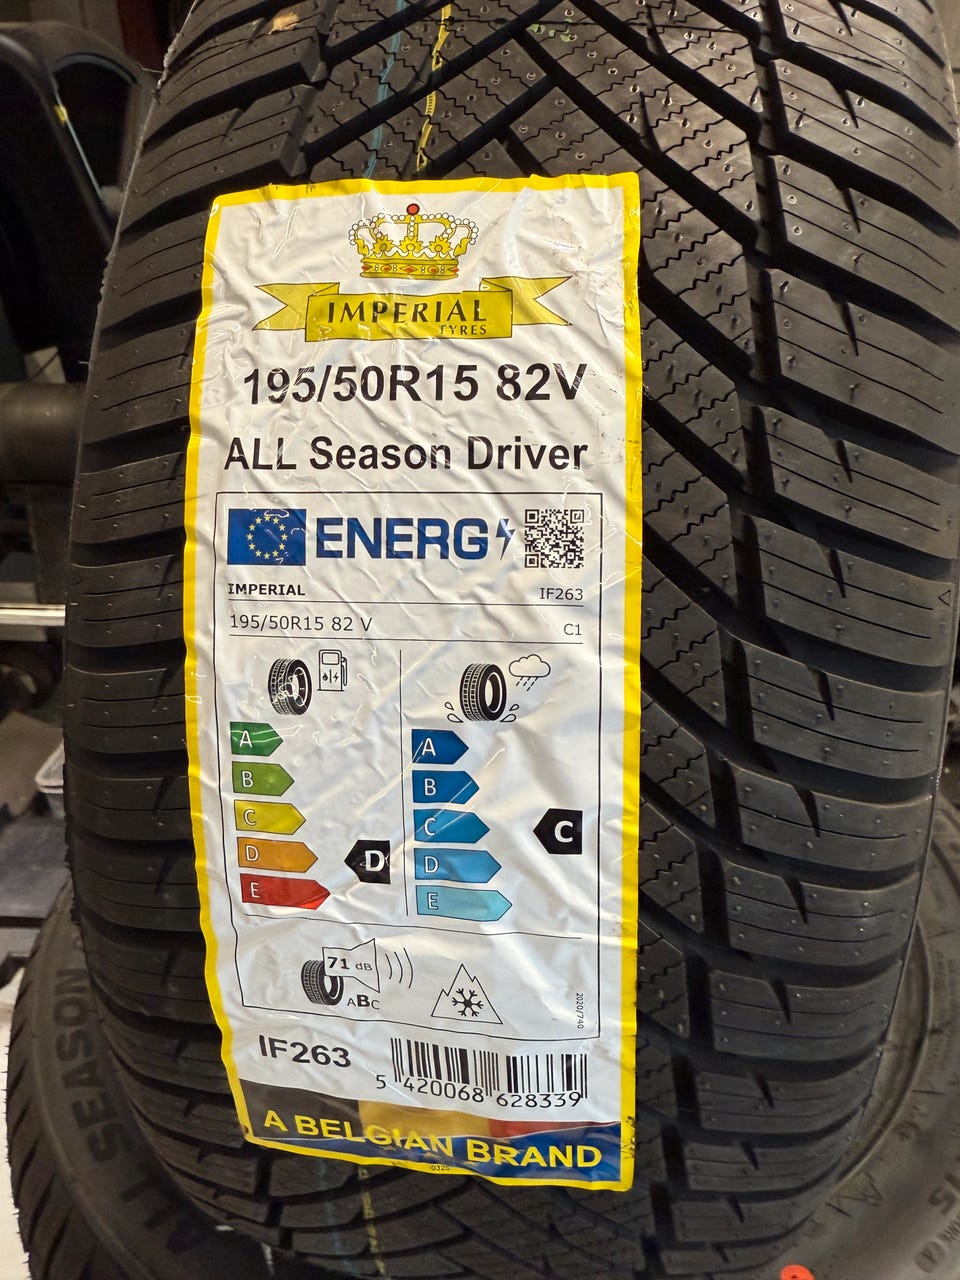 IMPERIAL
TYRES
195/50R15 82V
ALL Season Driver
ENERG
IMPERIAL IF263
195/50R15 82 V C1
A A
B B
C C C
D D D
E E
71 dB
ABC
2020/740
IF263
5 420068 628339
A BELGIAN BRAND
ALL SEASON